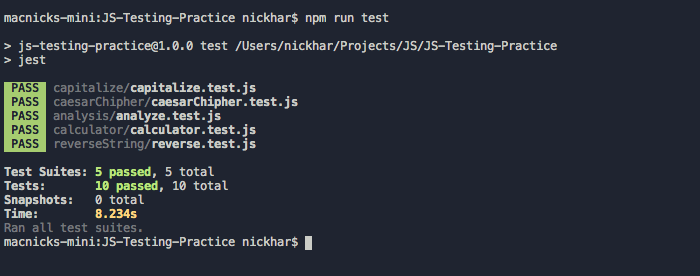 macnicks-mini:JS-Testing-Practice nickhar$ npm run test
> js-testing-practice@1.0.0 test /Users/nickhar/Projects/JS/JS-Testing-Practice
> jest
PASS capitalize/capitalize.test.js
PASS caesarChipher/caesarChipher.test.js
PASS analysis/analyze.test.js
PASS calculator/calculator.test.js
PASS reverseString/reverse.test.js
Test Suites: 5 passed, 5 total
Tests: 10 passed, 10 total
Snapshots: 0 total
Time: 8.234s
Ran all test suites.
macnicks-mini:JS-Testing-Practice nickhar$